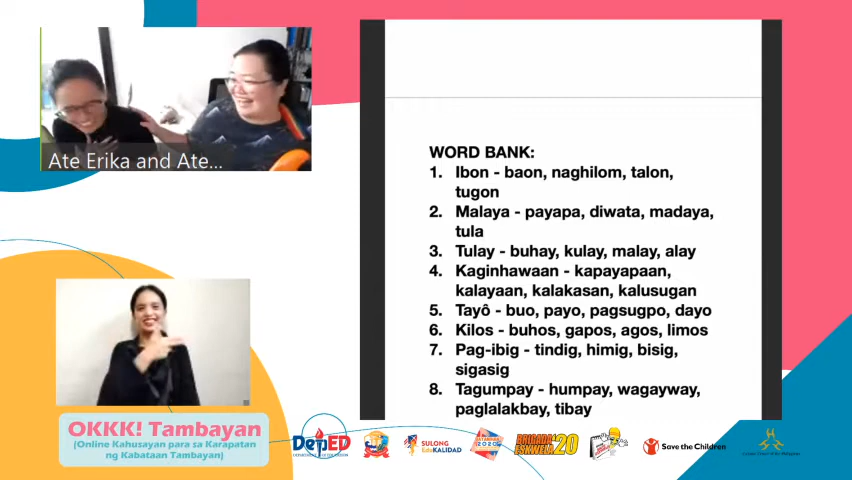 Ate Erika and Ate...
WORD BANK:
1. Ibon - baon, naghilom, talon,
tugon
2. Malaya - payapa, diwata, madaya,
tula
3. Tulay - buhay, kulay, malay, alay
4. Kaginhawaan - kapayapaan,
kalayaan, kalakasan, kalusugan
5. Tayô - buo, payo, pagsugpo, dayo
6. Kilos - buhos, gapos, agos, limos
7. Pag-ibig - tindig, himig, bisig,
sigasig
8. Tagumpay - humpay, wagayway,
paglalakbay, tibay
OKKK! Tambayan
(Online Kahusayan para sa Karapatan
ng Kabataan Tambayan)
DepED
SULONG
EduKALIDAD
BRIGADA
ESKWELA '20
Save the Children